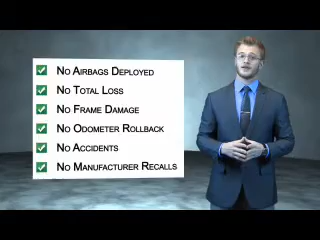 No Airbags Deployed
No Total Loss
No Frame Damage
No Odometer Rollback
No Accidents
No Manufacturer Recalls